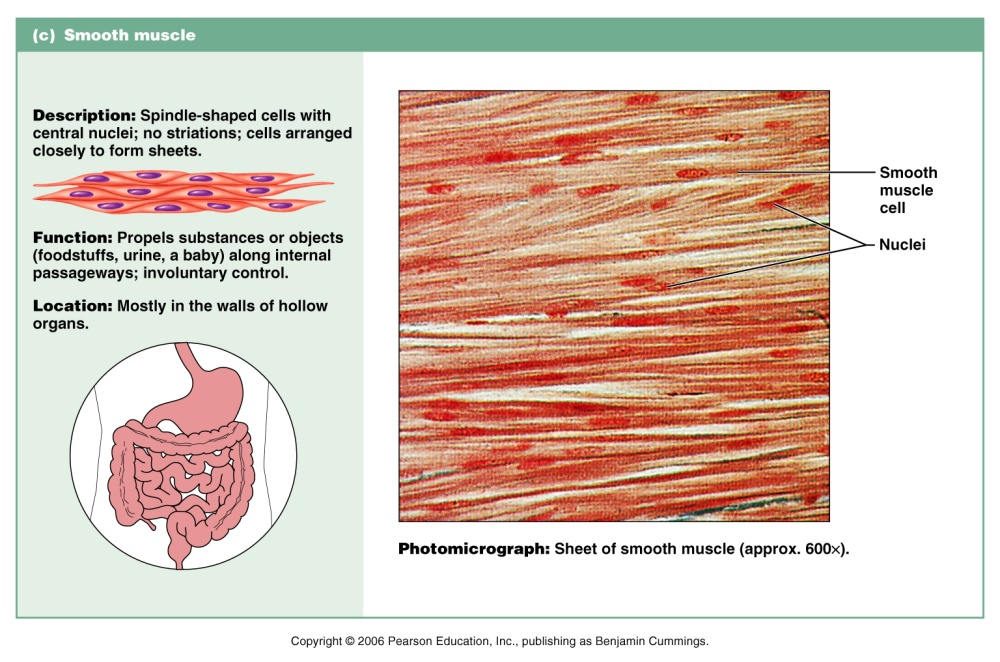 (c) Smooth muscle
Description: Spindle-shaped cells with
central nuclei; no striations; cells arranged
closely to form sheets.
Function: Propels substances or objects
(foodstuffs, urine, a baby) along internal
passageways; involuntary control.
Location: Mostly in the walls of hollow
organs.
Smooth
muscle
cell
Nuclei
Photomicrograph: Sheet of smooth muscle (approx. 600×).
Copyright © 2006 Pearson Education, Inc., publishing as Benjamin Cummings.